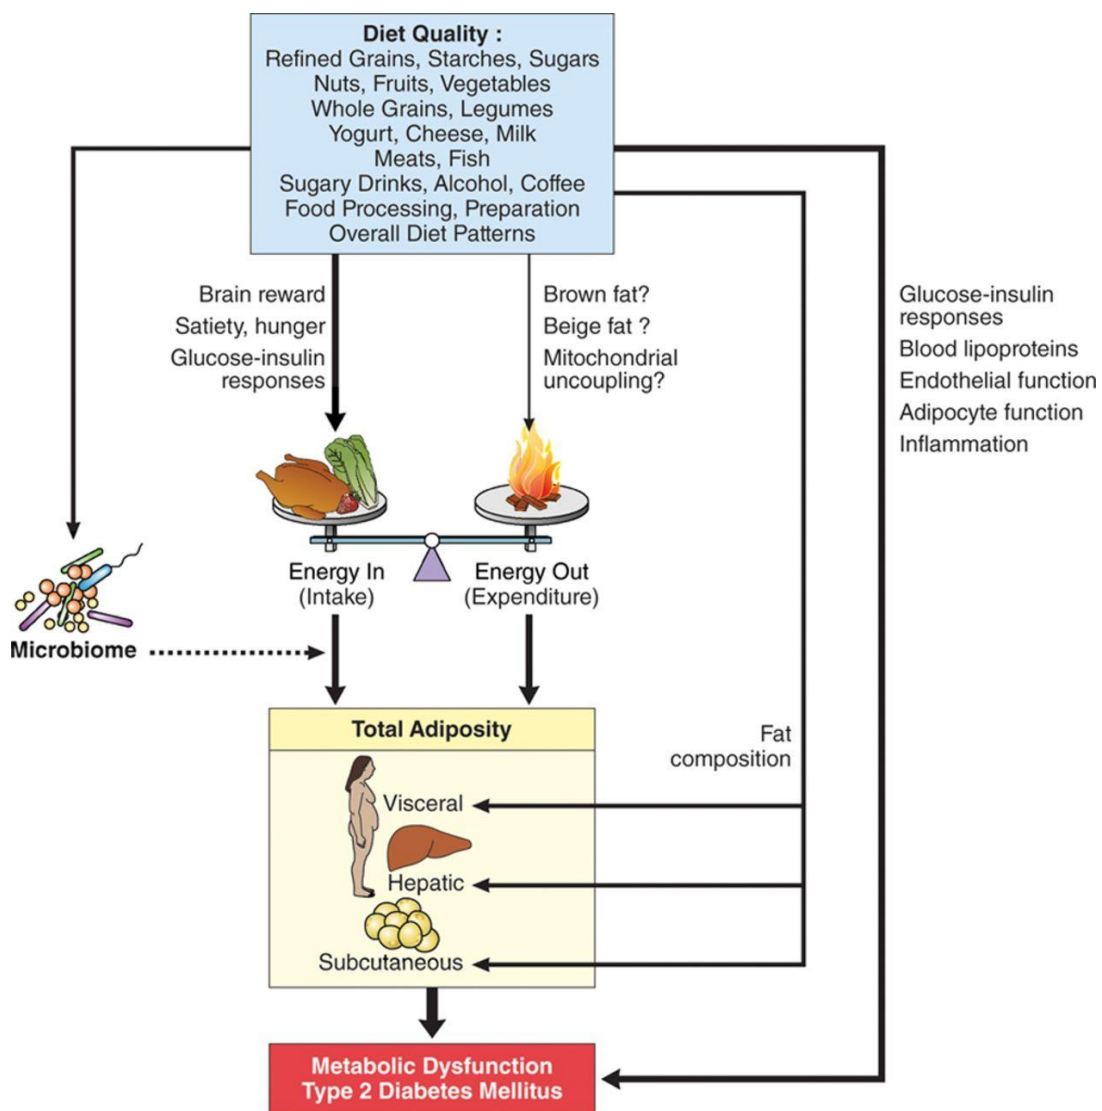 Diet Quality :
Refined Grains, Starches, Sugars
Nuts, Fruits, Vegetables
Whole Grains, Legumes
Yogurt, Cheese, Milk
Meats, Fish
Sugary Drinks, Alcohol, Coffee
Food Processing, Preparation
Overall Diet Patterns
Brain reward
Satiety, hunger
Glucose-insulin
responses
Brown fat?
Beige fat ?
Mitochondrial
uncoupling?
Glucose-insulin
responses
Blood lipoproteins
Endothelial function
Adipocyte function
Inflammation
Energy In
(Intake)
Energy Out
(Expenditure)
Microbiome
Total Adiposity
Fat
composition
Visceral
Hepatic
Subcutaneous
Metabolic Dysfunction
Type 2 Diabetes Mellitus